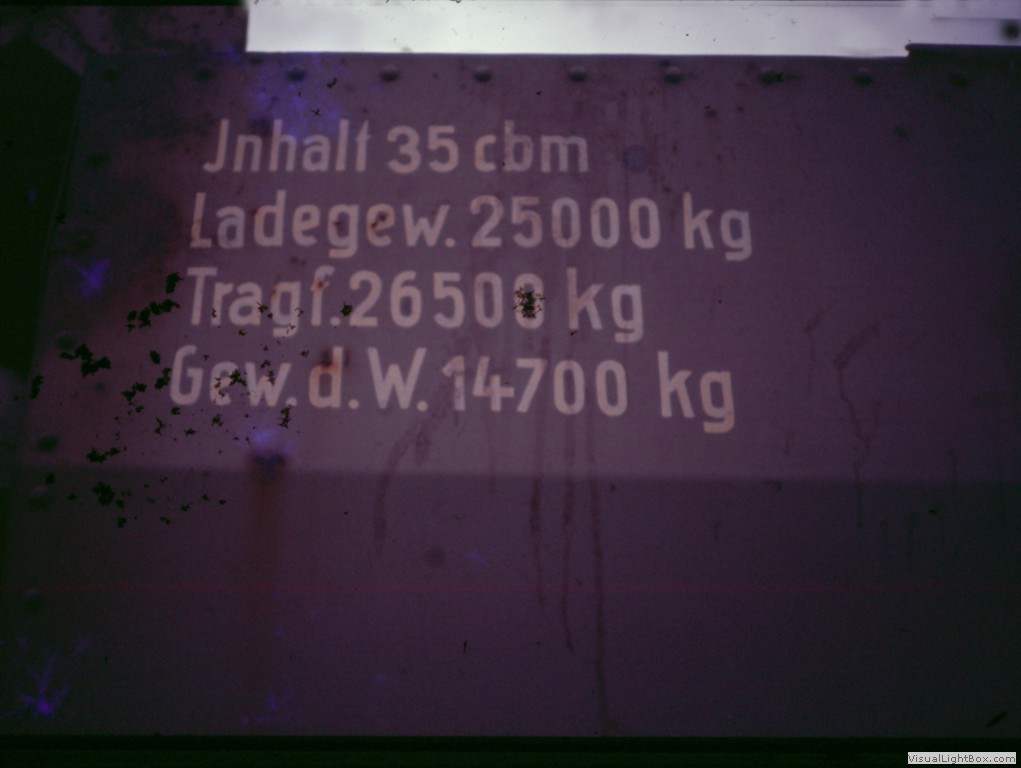 Jnhalt 35 cbm
Ladegew. 25000 kg
Tragf. 26500 kg
Gew. d. W. 14700 kg
VisualLightBox.com